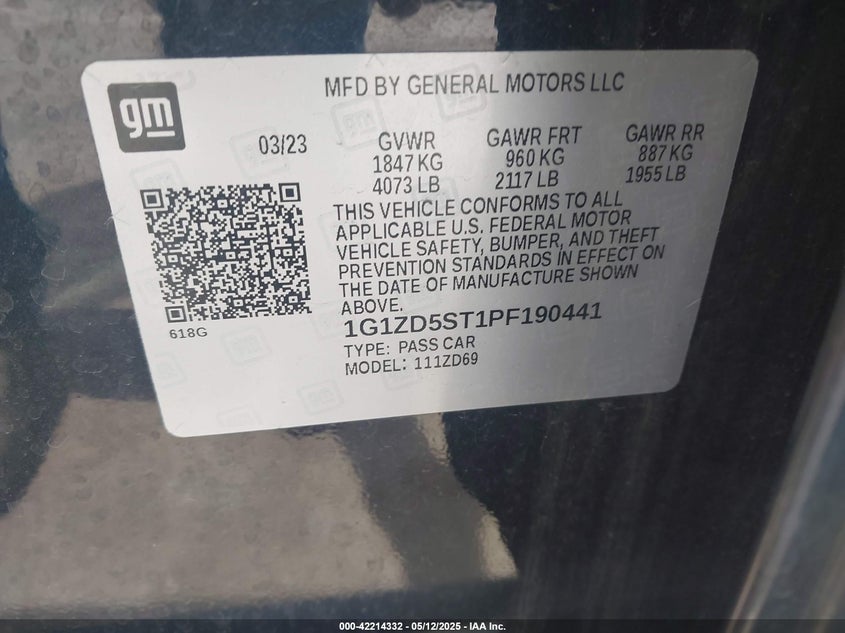 gm
MFD BY GENERAL MOTORS LLC
03/23
GVWR
1847 KG
4073 LB
GAWR FRT
960 KG
2117 LB
GAWR RR
887 KG
1955 LB
THIS VEHICLE CONFORMS TO ALL
APPLICABLE U.S. FEDERAL MOTOR
VEHICLE SAFETY, BUMPER, AND THEFT
PREVENTION STANDARDS IN EFFECT ON
THE DATE OF MANUFACTURE SHOWN
ABOVE.
618G
1G1ZD5ST1PF190441
TYPE: PASS CAR
MODEL: 111ZD69
000-42214332 - 05/12/2025 - IAA Inc.